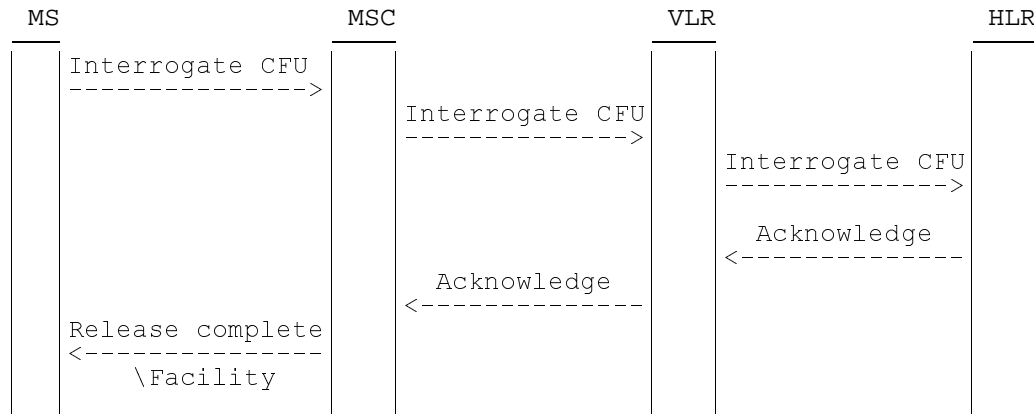 MS MSC VLR HLR
Interrogate CFU
--------------->
Interrogate CFU
-------------->
Interrogate CFU
-------------->
Acknowledge
<--------------
Acknowledge
<---------------
Release complete
<---------------
\Facility